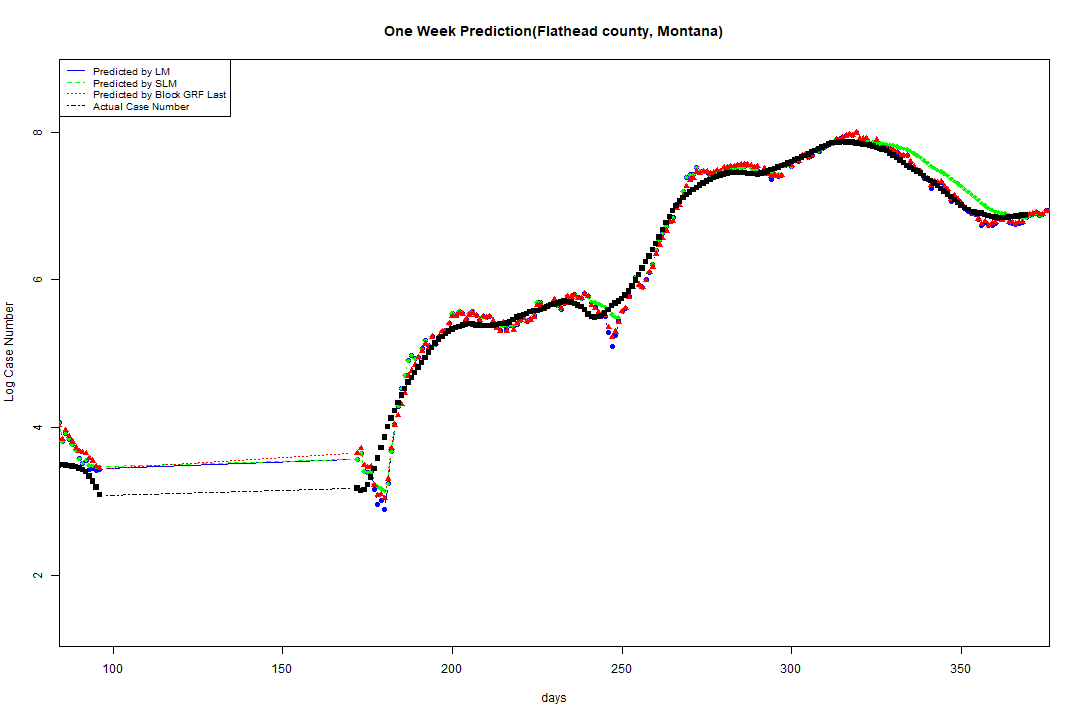 One Week Prediction(Flathead county, Montana)
Predicted by LM
Predicted by SLM
Predicted by Block GRF Last
Actual Case Number
8
6
4
2
Log Case Number
100 150 200 250 300 350
days